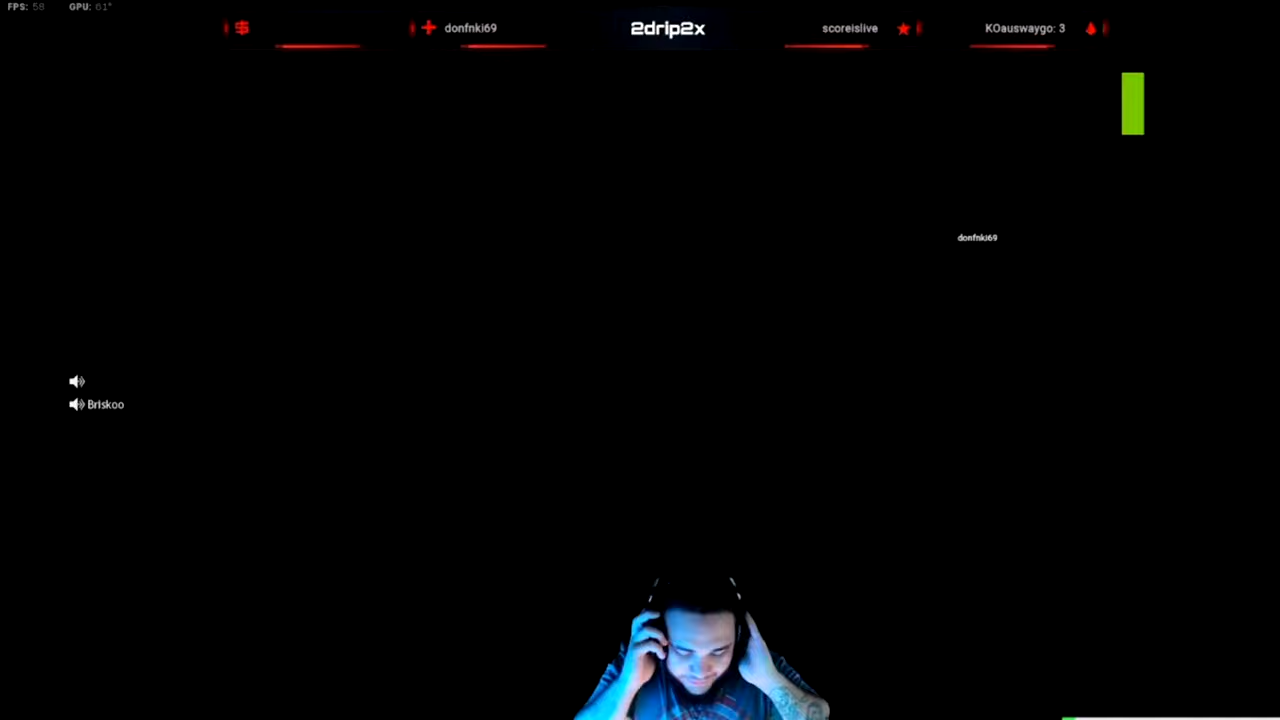 FPS: 58 GPU: 61°
donfnki69
2drip2x
scoreislive
KOauswaygo: 3
donfnki69
Briskoo